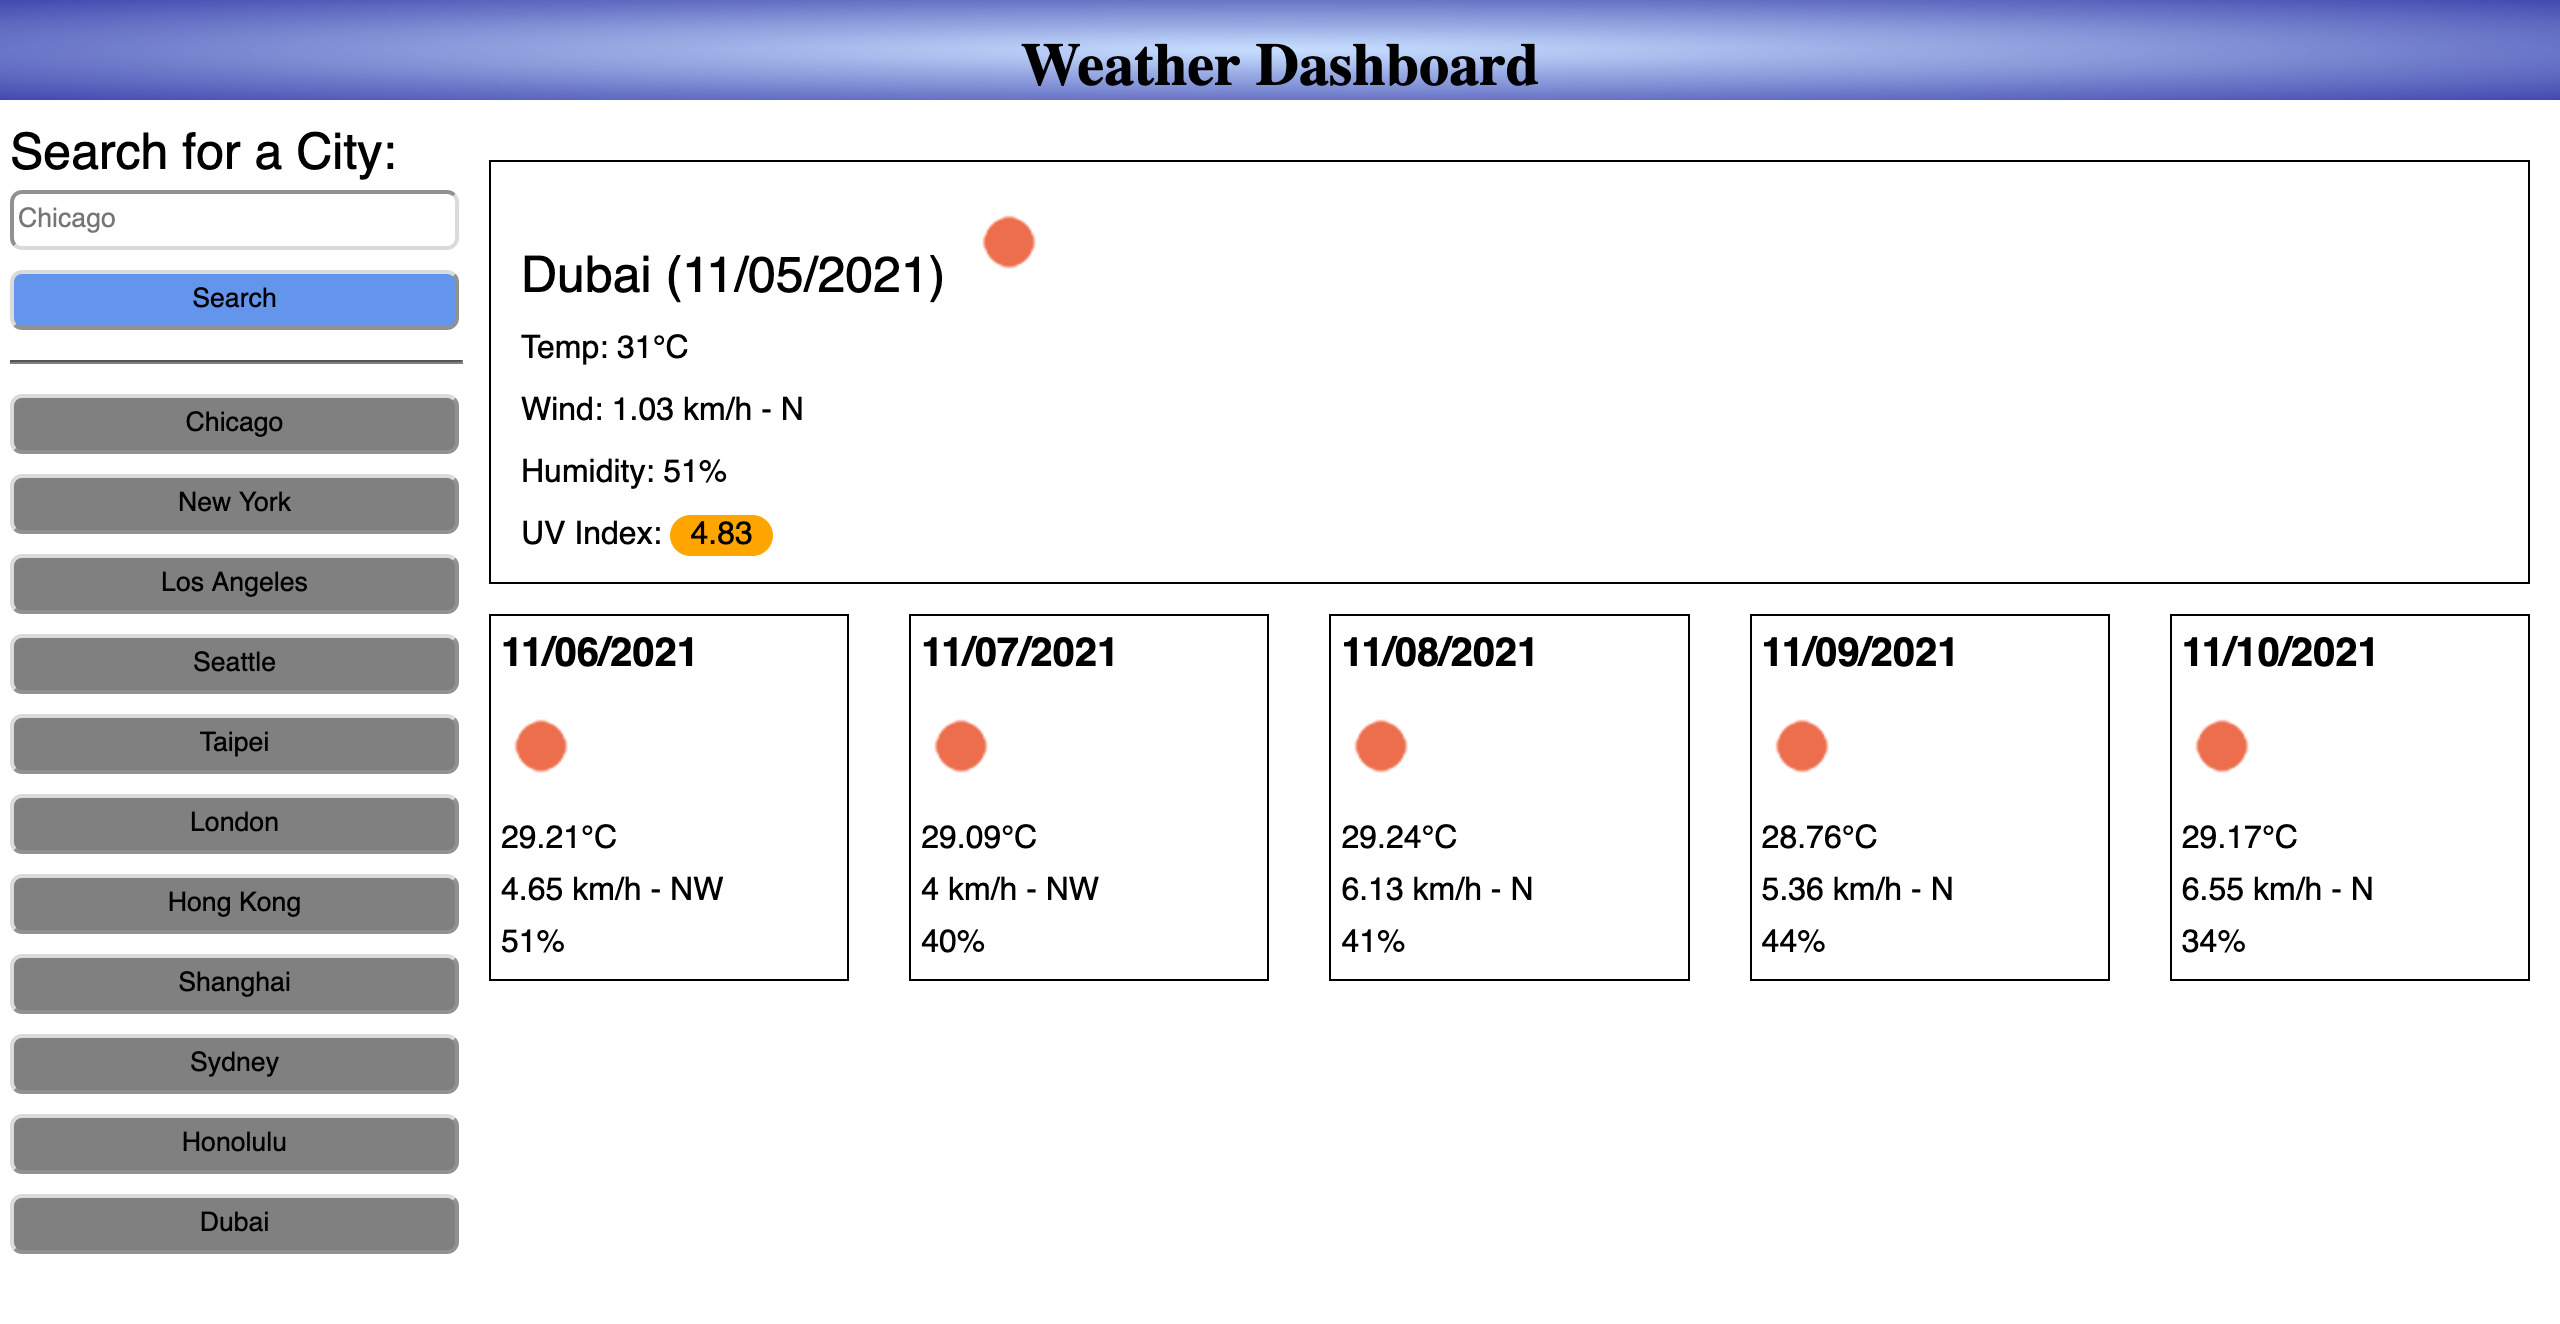 Weather Dashboard
Search for a City:
Chicago
Search
Chicago
New York
Los Angeles
Seattle
Taipei
London
Hong Kong
Shanghai
Sydney
Honolulu
Dubai
Dubai (11/05/2021)
Temp: 31°C
Wind: 1.03 km/h - N
Humidity: 51%
UV Index: 4.83
11/06/2021
29.21°C
4.65 km/h - NW
51%
11/07/2021
29.09°C
4 km/h - NW
40%
11/08/2021
29.24°C
6.13 km/h - N
41%
11/09/2021
28.76°C
5.36 km/h - N
44%
11/10/2021
29.17°C
6.55 km/h - N
34%